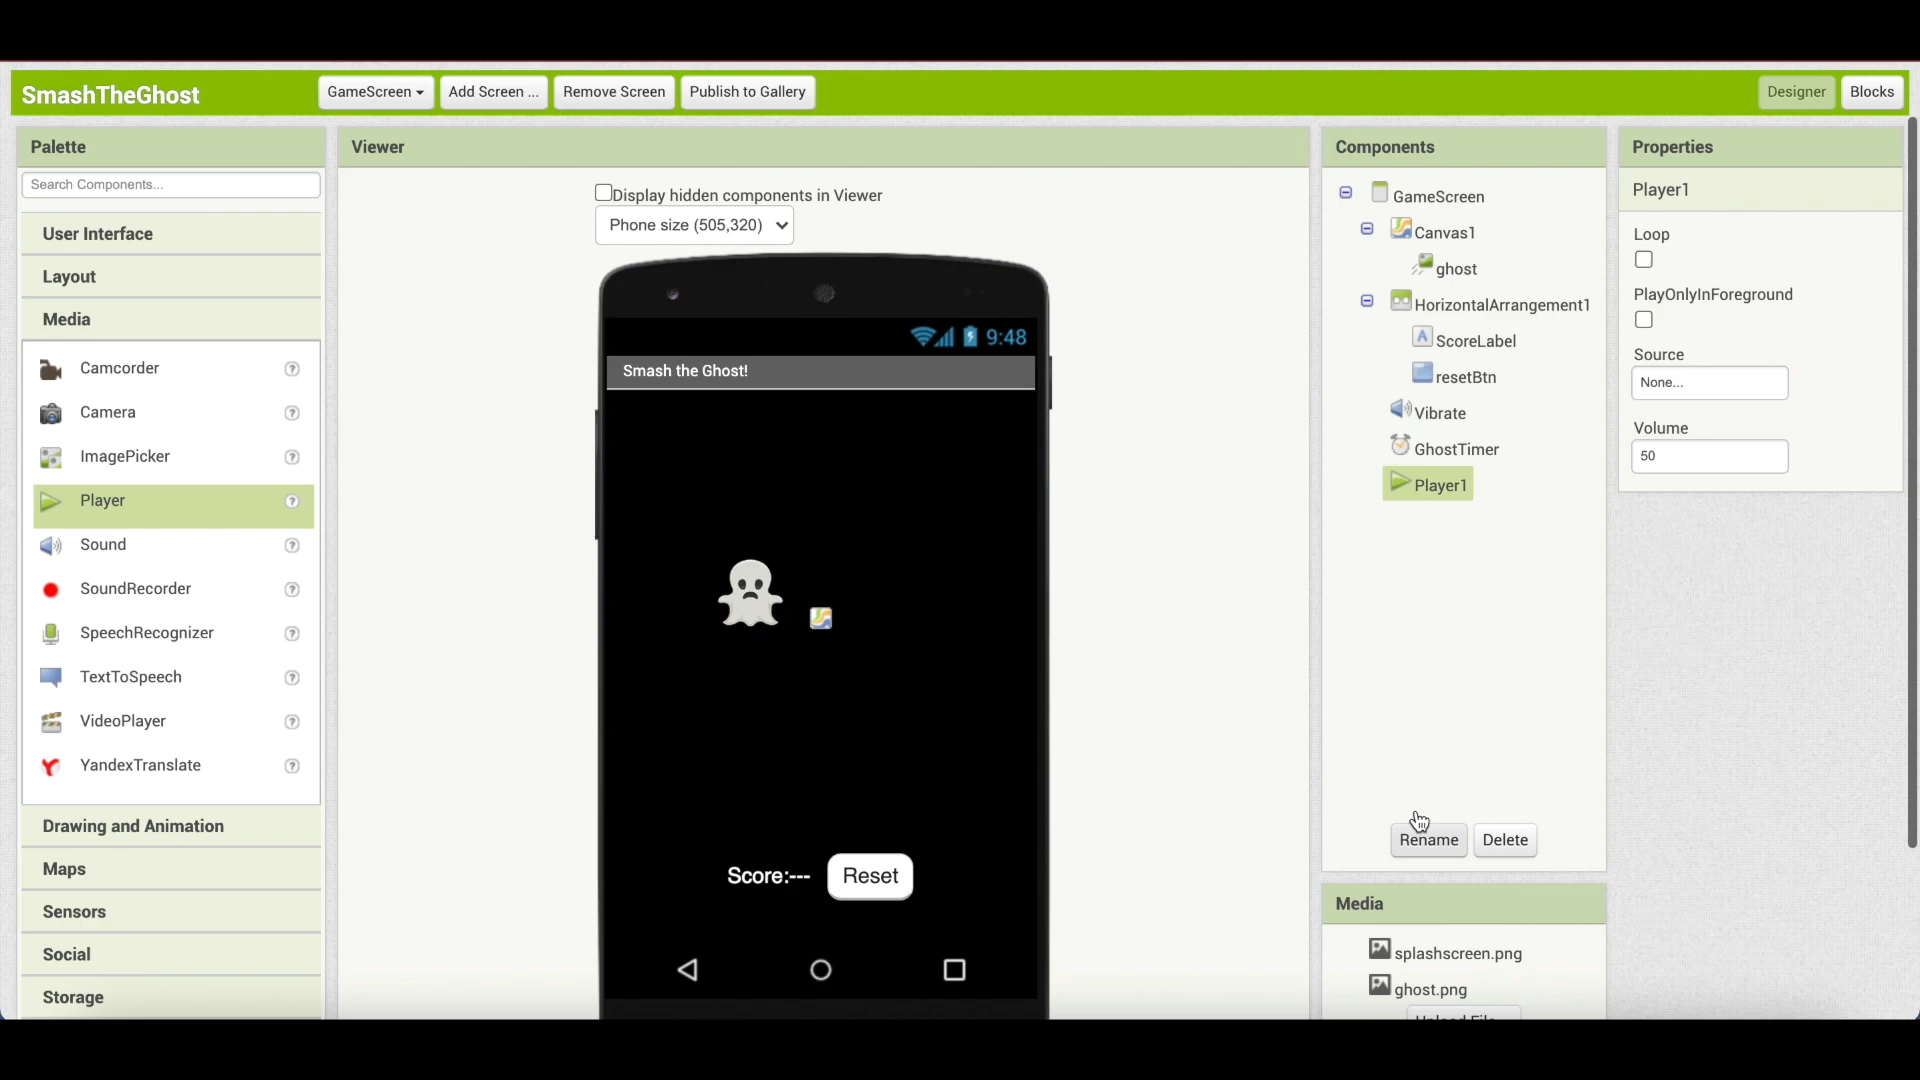 SmashTheGhost
GameScreen
Add Screen ...
Remove Screen
Publish to Gallery
Designer
Blocks
Palette
Search Components...
User Interface
Layout
Media
Camcorder
Camera
ImagePicker
Player
Sound
SoundRecorder
SpeechRecognizer
TextToSpeech
VideoPlayer
YandexTranslate
Drawing and Animation
Maps
Sensors
Social
Storage
Viewer
Display hidden components in Viewer
Phone size (505,320)
9:48
Smash the Ghost!
Score:---
Reset
Components
GameScreen
Canvas1
ghost
HorizontalArrangement1
ScoreLabel
resetBtn
Vibrate
GhostTimer
Player1
Rename
Delete
Media
splashscreen.png
ghost.png
Upload File
Properties
Player1
Loop
PlayOnlyInForeground
Source
None...
Volume
50